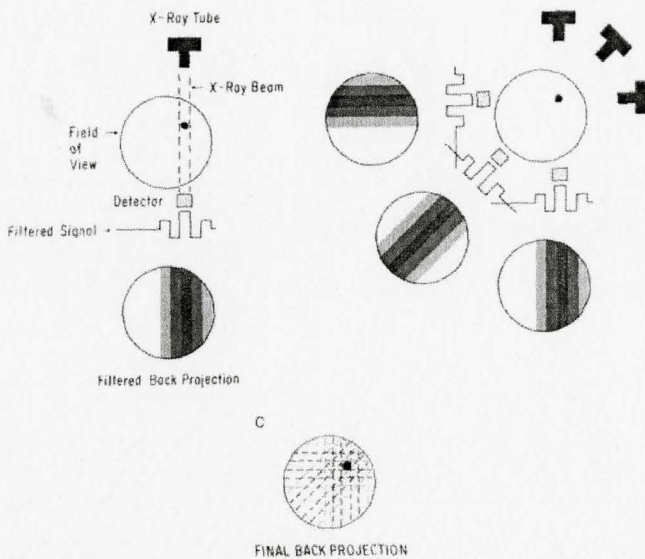 X-Ray Tube
X-Ray Beam
Field
of
View
Detector
Filtered Signal
Filtered Back Projection
C
FINAL BACK PROJECTION